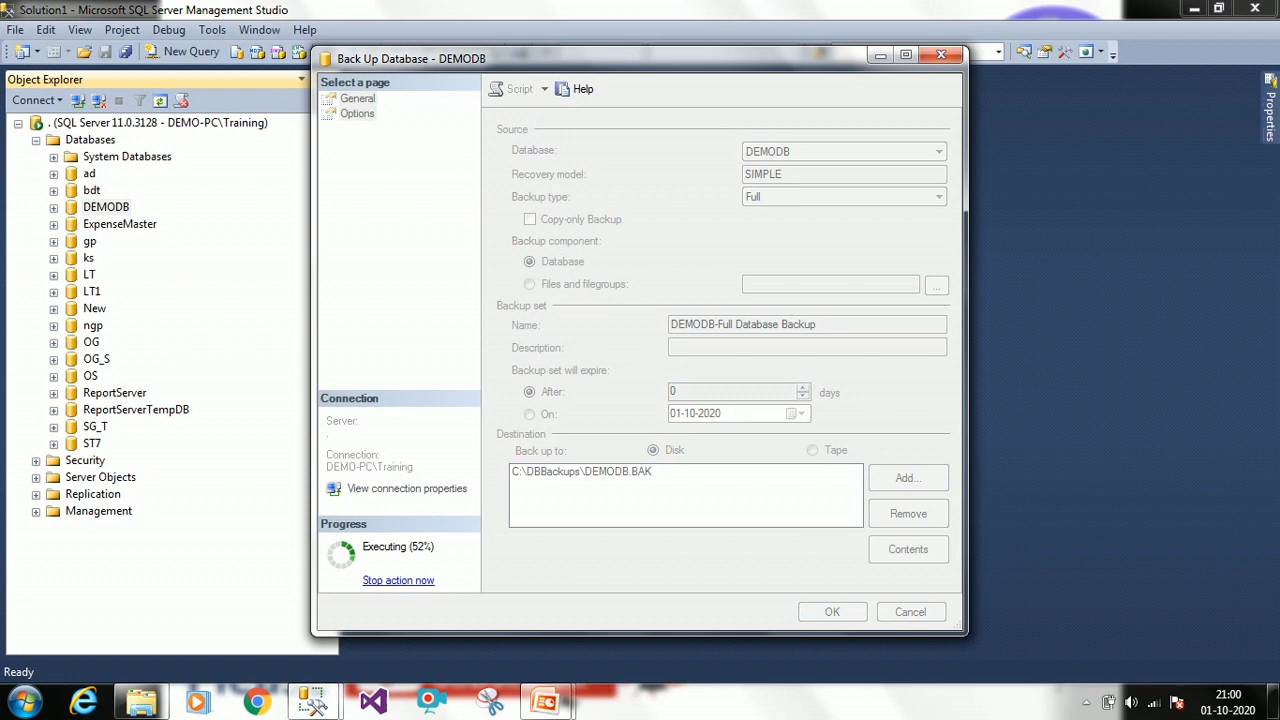 Solution1 - Microsoft SQL Server Management Studio
File Edit View Project Debug Tools Window Community Help
New Query
Back Up Database - DEMODB
Object Explorer
Connect
. (SQL Server 11.0.3128 - DEMO-PC\Training)
Databases
System Databases
ad
bdt
DEMODB
ExpenseMaster
gp
ks
LT
LT1
New
ngp
OG
OG_S
OS
ReportServer
ReportServerTempDB
SG_T
ST7
Security
Server Objects
Replication
Management
Select a page
General
Options
Connection
Server:
.
Connection:
DEMO-PC\Training
View connection properties
Progress
Executing (52%)
Stop action now
Script Help
Source
Database: DEMODB
Recovery model: SIMPLE
Backup type: Full
Copy-only Backup
Backup component:
Database
Files and filegroups: ...
Backup set
Name: DEMODB-Full Database Backup
Description:
Backup set will expire:
After: 0 days
On: 01-10-2020
Destination
Back up to: Disk Tape
C:\DBBackups\DEMODB.BAK
Add...
Remove
Contents
OK Cancel
Properties
Ready
21:00
01-10-2020